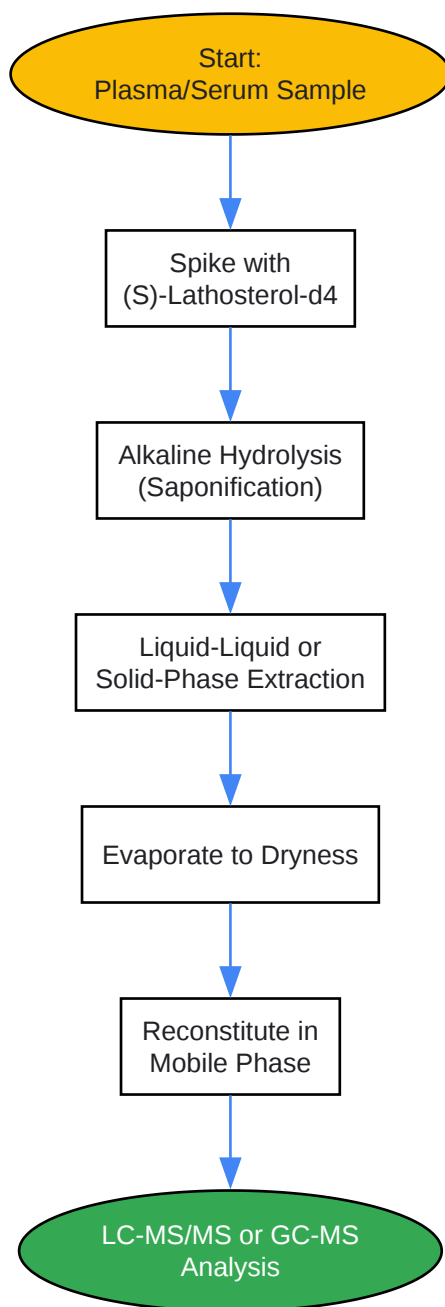 Start:
Plasma/Serum Sample
Spike with
(S)-Lathosterol-d4
Alkaline Hydrolysis
(Saponification)
Liquid-Liquid or
Solid-Phase Extraction
Evaporate to Dryness
Reconstitute in
Mobile Phase
LC-MS/MS or GC-MS
Analysis